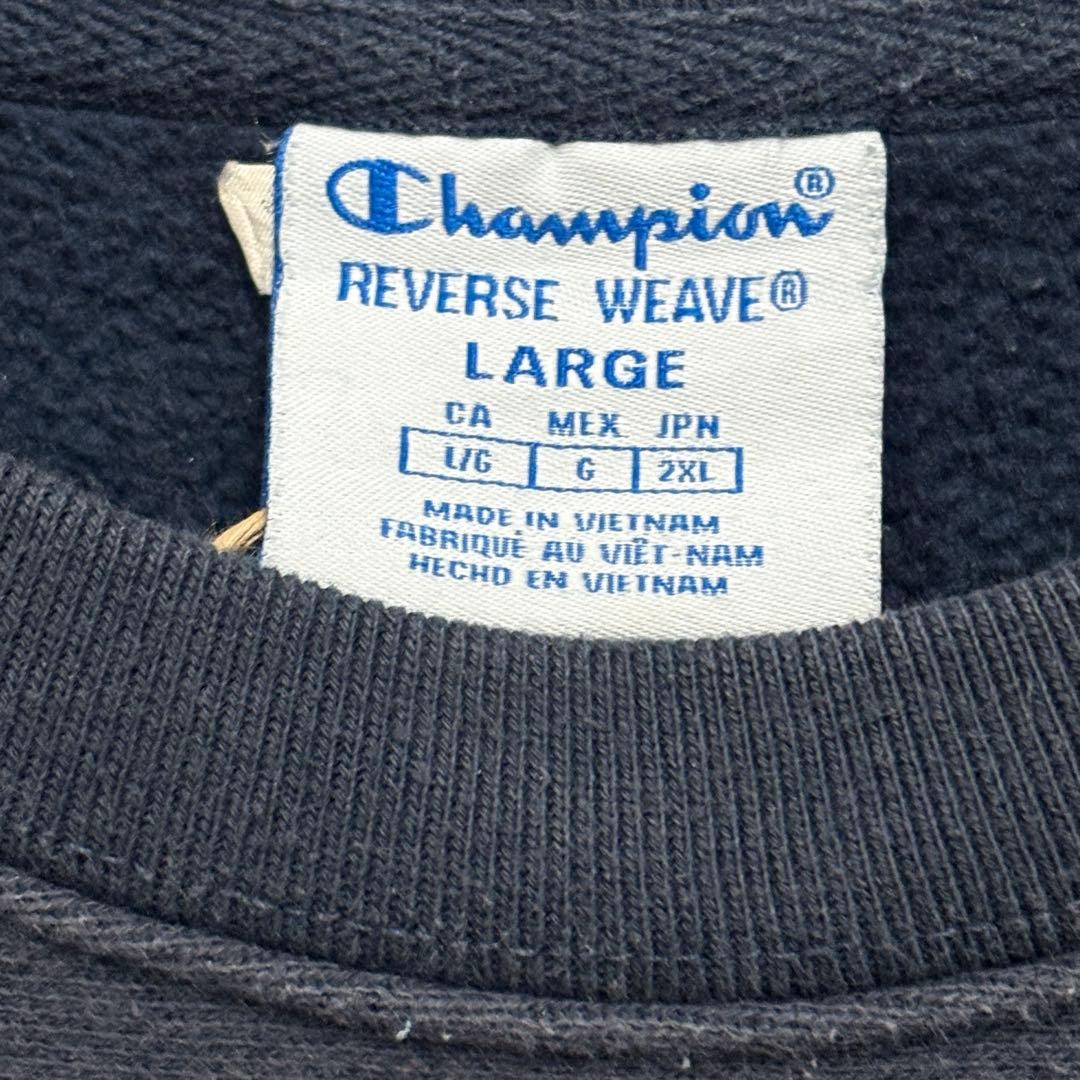 Champion®
REVERSE WEAVE®
LARGE
CA MEX JPN
L/G G 2XL
MADE IN VIETNAM
FABRIQUÉ AU VIÊT-NAM
HECHO EN VIETNAM